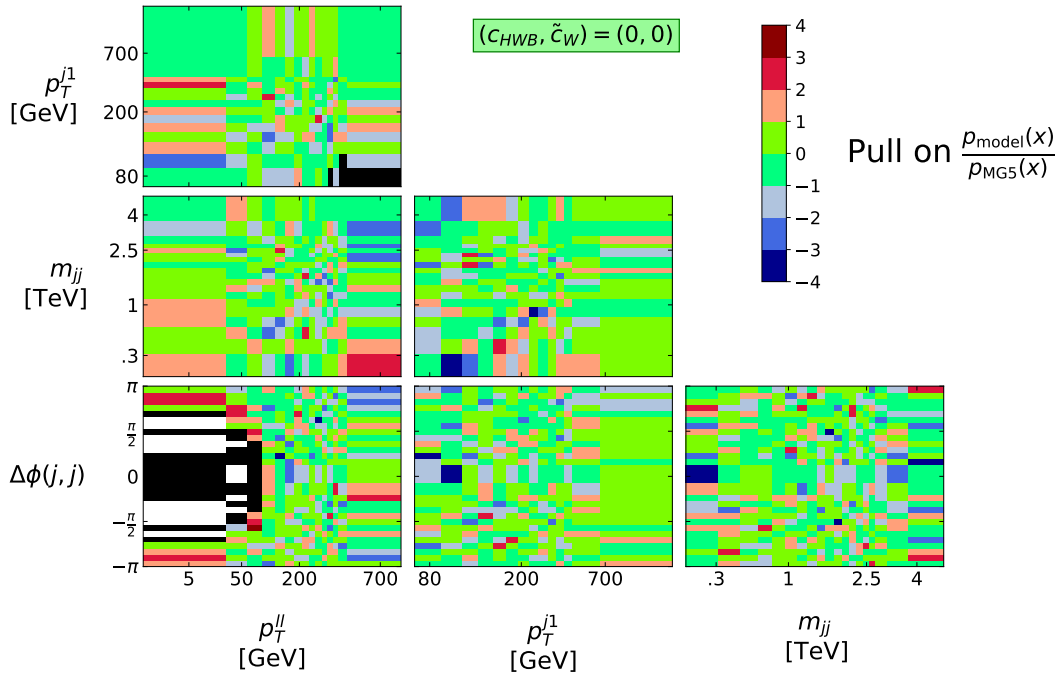 (c_{HWB}, \tilde{c}_W) = (0, 0)
4
3
2
1
0
−1
−2
−3
−4
Pull on \frac{p_{model}(x)}{p_{MG5}(x)}
p_T^{j1}
[GeV]
700
200
80
m_{jj}
[TeV]
4
2.5
1
.3
Δϕ(j, j)
π
\frac{π}{2}
0
−\frac{π}{2}
−π
5 50 200 700
80 200 700
.3 1 2.5 4
p_T^{ll}
[GeV]
p_T^{j1}
[GeV]
m_{jj}
[TeV]